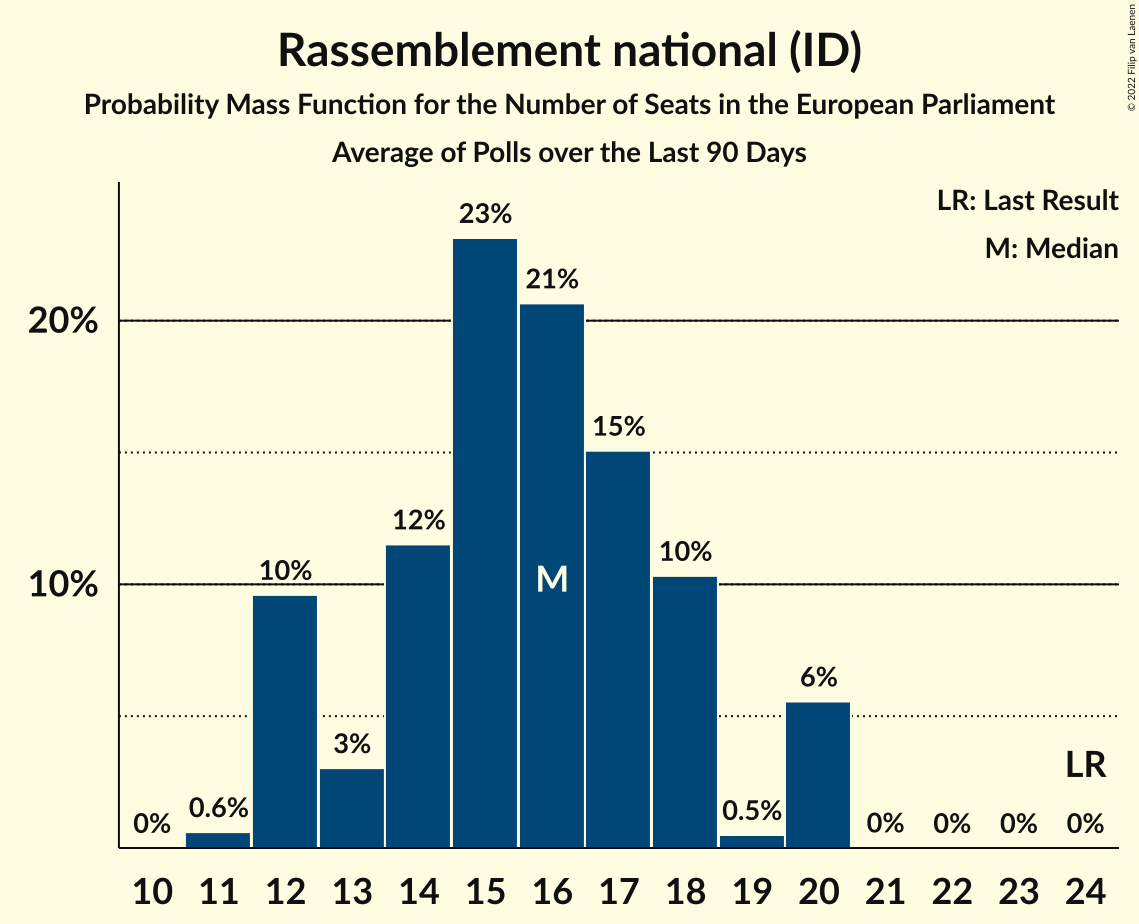 Rassemblement national (ID)
Probability Mass Function for the Number of Seats in the European Parliament
Average of Polls over the Last 90 Days
© 2022 Filip van Laenen
LR: Last Result
M: Median
20%
10%
0%
0.6%
10%
3%
12%
23%
21%
15%
10%
0.5%
6%
0%
0%
0%
0%
M
LR
10 11 12 13 14 15 16 17 18 19 20 21 22 23 24